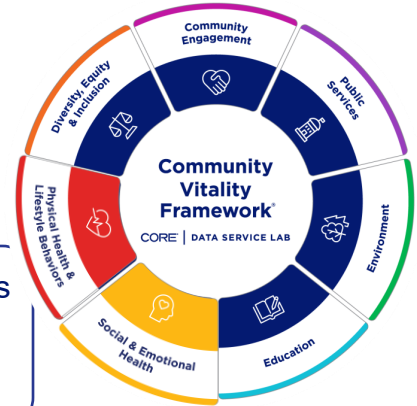 Community
Engagement
Public
Services
Environment
Education
Social & Emotional
Health
Physical Health &
Lifestyle Behaviors
Diversity, Equity
& Inclusion
Community
Vitality
Framework®
CORE® | DATA SERVICE LAB
s